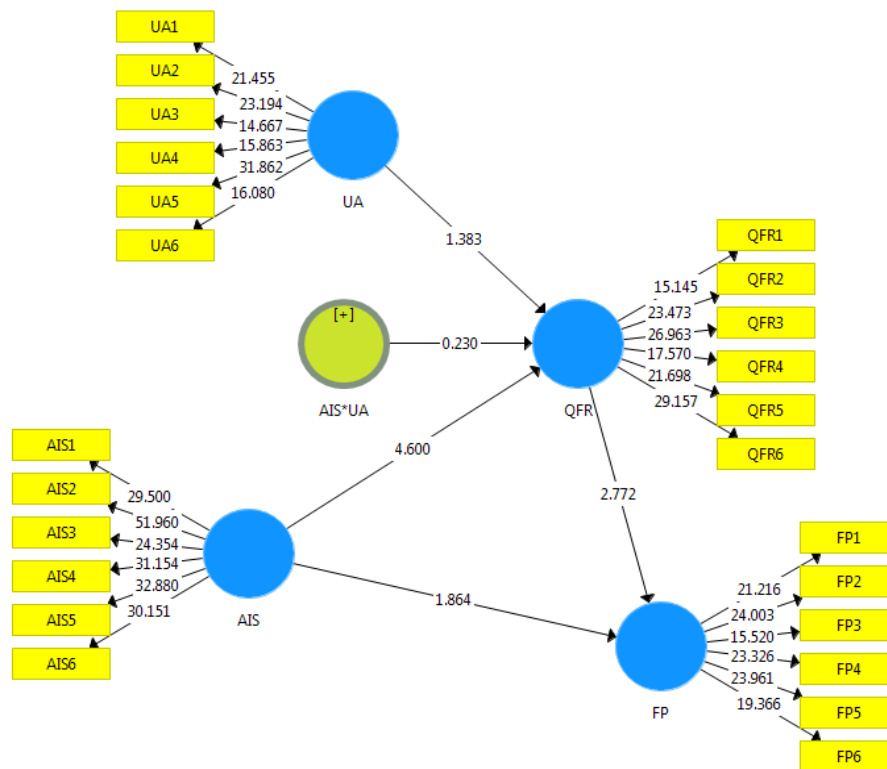 UA1
UA2
UA3
UA4
UA5
UA6
21.455
23.194
14.667
15.863
31.862
16.080
UA
1.383
[+]
AIS*UA
0.230
QFR
QFR1
QFR2
QFR3
QFR4
QFR5
QFR6
15.145
23.473
26.963
17.570
21.698
29.157
4.600
2.772
AIS1
AIS2
AIS3
AIS4
AIS5
AIS6
29.500
51.960
24.354
31.154
32.880
30.151
AIS
1.864
FP
FP1
FP2
FP3
FP4
FP5
FP6
21.216
24.003
15.520
23.326
23.961
19.366